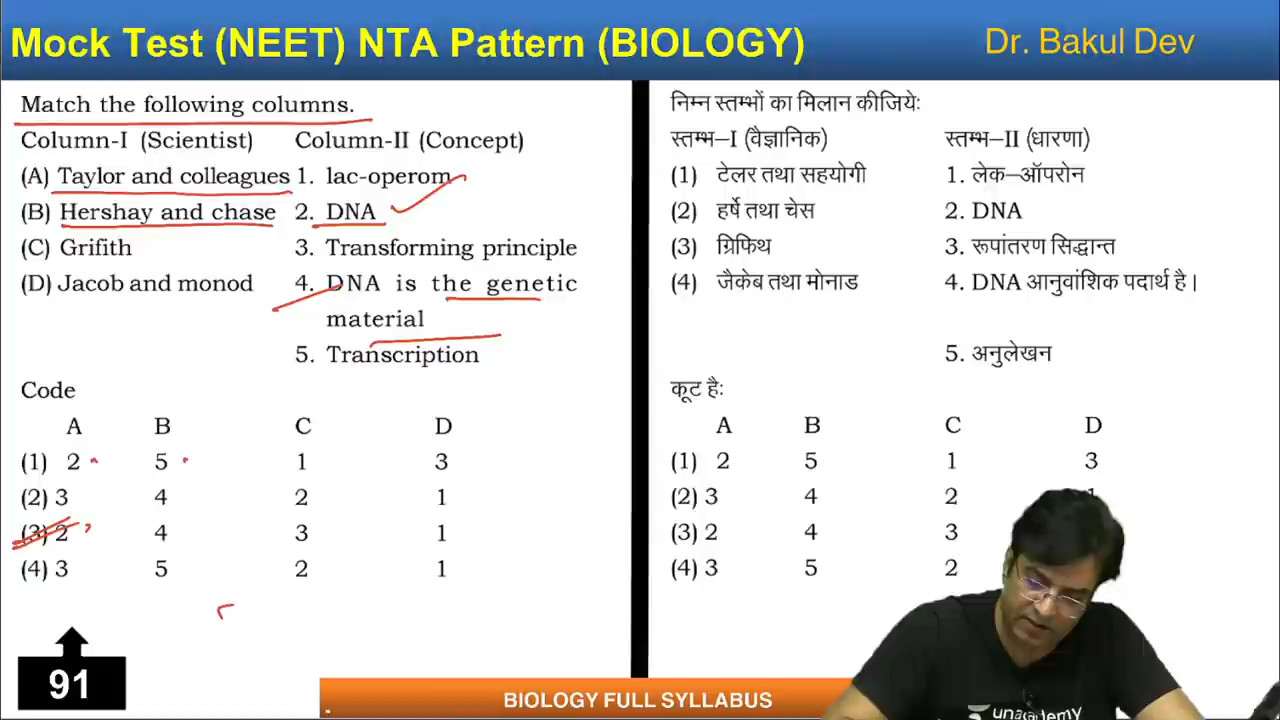 Mock Test (NEET) NTA Pattern (BIOLOGY)
Dr. Bakul Dev
Match the following columns.
Column-I (Scientist) Column-II (Concept)
(A) Taylor and colleagues 1. lac-operom
(B) Hershay and chase 2. DNA
(C) Grifith 3. Transforming principle
(D) Jacob and monod 4. DNA is the genetic
material
5. Transcription
Code
A B C D
(1) 2 5 1 3
(2) 3 4 2 1
(3) 2 4 3 1
(4) 3 5 2 1
91
निम्न स्तम्भों का मिलान कीजियेः
स्तम्भ–I (वैज्ञानिक) स्तम्भ–II (धारणा)
(1) टेलर तथा सहयोगी 1. लेक–ऑपरोन
(2) हर्षे तथा चेस 2. DNA
(3) ग्रिफिथ 3. रूपांतरण सिद्धान्त
(4) जैकेब तथा मोनाड 4. DNA आनुवांशिक पदार्थ है।
5. अनुलेखन
कूट हैः
A B C D
(1) 2 5 1 3
(2) 3 4 2 1
(3) 2 4 3
(4) 3 5 2
BIOLOGY FULL SYLLABUS
unacademy